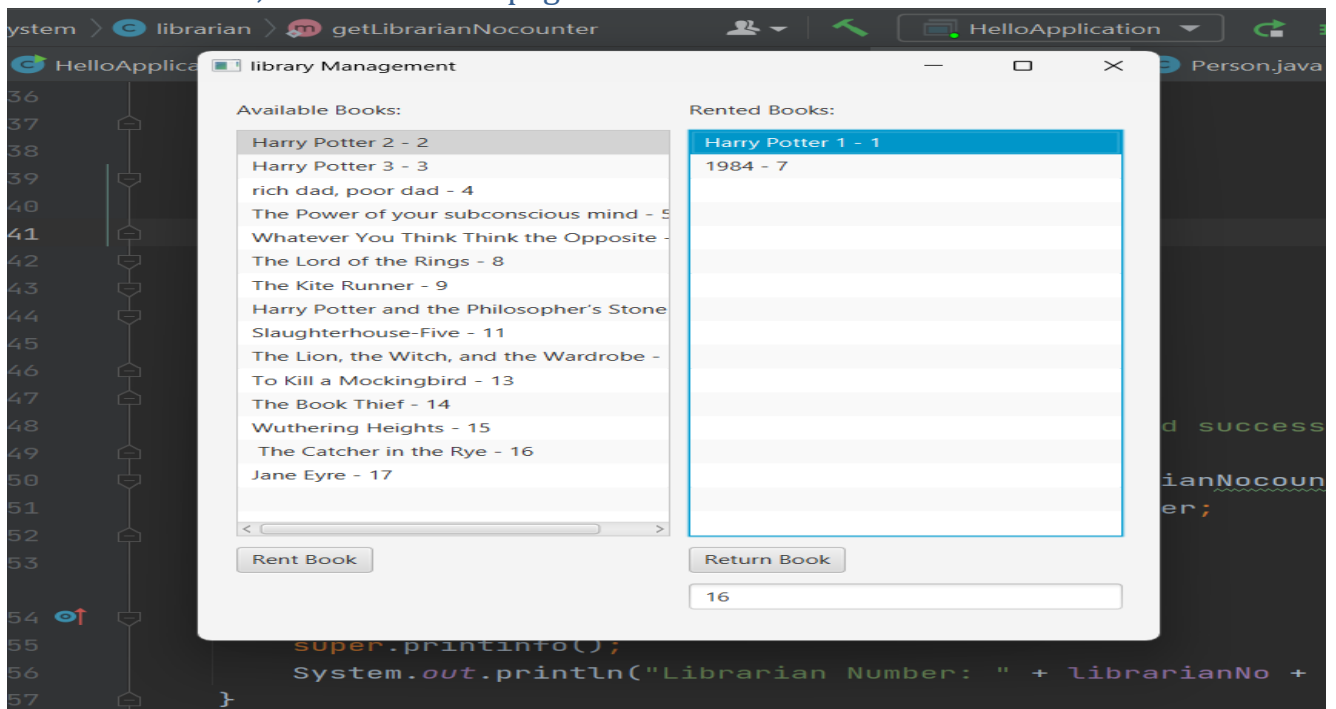 ystem > librarian > getLibrarianNocounter HelloApplication
HelloApplica
library Management
Person.java
Available Books:
Harry Potter 2 - 2
Harry Potter 3 - 3
rich dad, poor dad - 4
The Power of your subconscious mind - 5
Whatever You Think Think the Opposite -
The Lord of the Rings - 8
The Kite Runner - 9
Harry Potter and the Philosopher's Stone
Slaughterhouse-Five - 11
The Lion, the Witch, and the Wardrobe -
To Kill a Mockingbird - 13
The Book Thief - 14
Wuthering Heights - 15
The Catcher in the Rye - 16
Jane Eyre - 17
Rent Book
Rented Books:
Harry Potter 1 - 1
1984 - 7
Return Book
16
36
37
38
39
40
41
42
43
44
45
46
47
48 d success
49
50 ianNocoun
51 er;
52
53
54
55 super.printinfo();
56 System.out.println("Librarian Number: " + librarianNo +
57 }